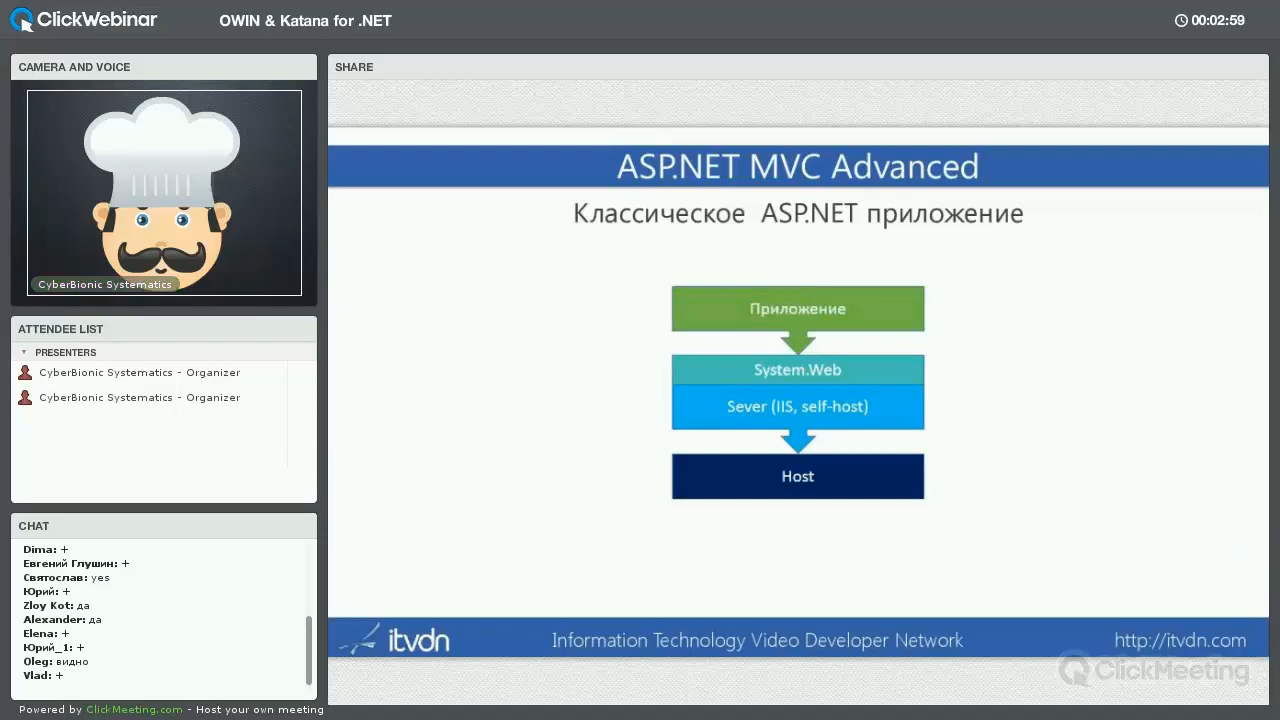 ClickWebinar
OWIN & Katana for .NET
00:02:59
CAMERA AND VOICE
CyberBionic Systematics
ATTENDEE LIST
PRESENTERS
CyberBionic Systematics - Organizer
CyberBionic Systematics - Organizer
CHAT
Dima: +
Евгений Глушин: +
Святослав: yes
Юрий: +
Zloy Kot: да
Alexander: да
Elena: +
Юрий_1: +
Oleg: видно
Vlad: +
SHARE
ASP.NET MVC Advanced
Классическое ASP.NET приложение
Приложение
System.Web
Sever (IIS, self-host)
Host
itvdn
Information Technology Video Developer Network
http://itvdn.com
ClickMeeting
Powered by ClickMeeting.com - Host your own meeting